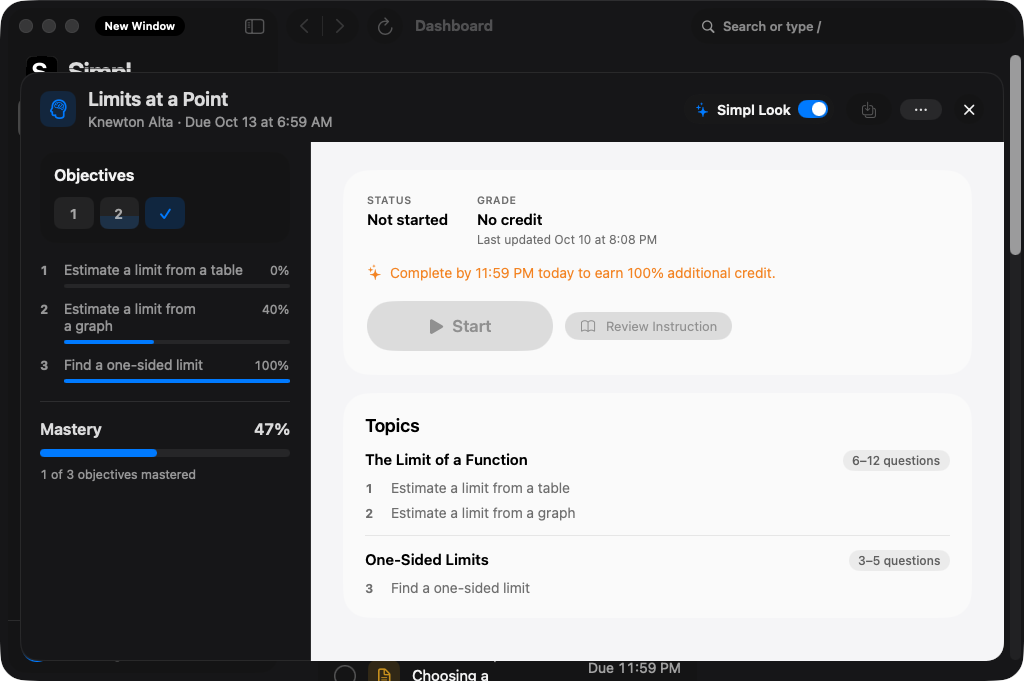 New Window
Dashboard
Search or type /
Simpl
Limits at a Point
Knewton Alta · Due Oct 13 at 6:59 AM
Simpl Look
Objectives
1
2
1 Estimate a limit from a table 0%
2 Estimate a limit from 40%
a graph
3 Find a one-sided limit 100%
Mastery 47%
1 of 3 objectives mastered
STATUS GRADE
Not started No credit
Last updated Oct 10 at 8:08 PM
Complete by 11:59 PM today to earn 100% additional credit.
Start
Review Instruction
Topics
The Limit of a Function 6–12 questions
1 Estimate a limit from a table
2 Estimate a limit from a graph
One-Sided Limits 3–5 questions
3 Find a one-sided limit
Choosing a
Due 11:59 PM